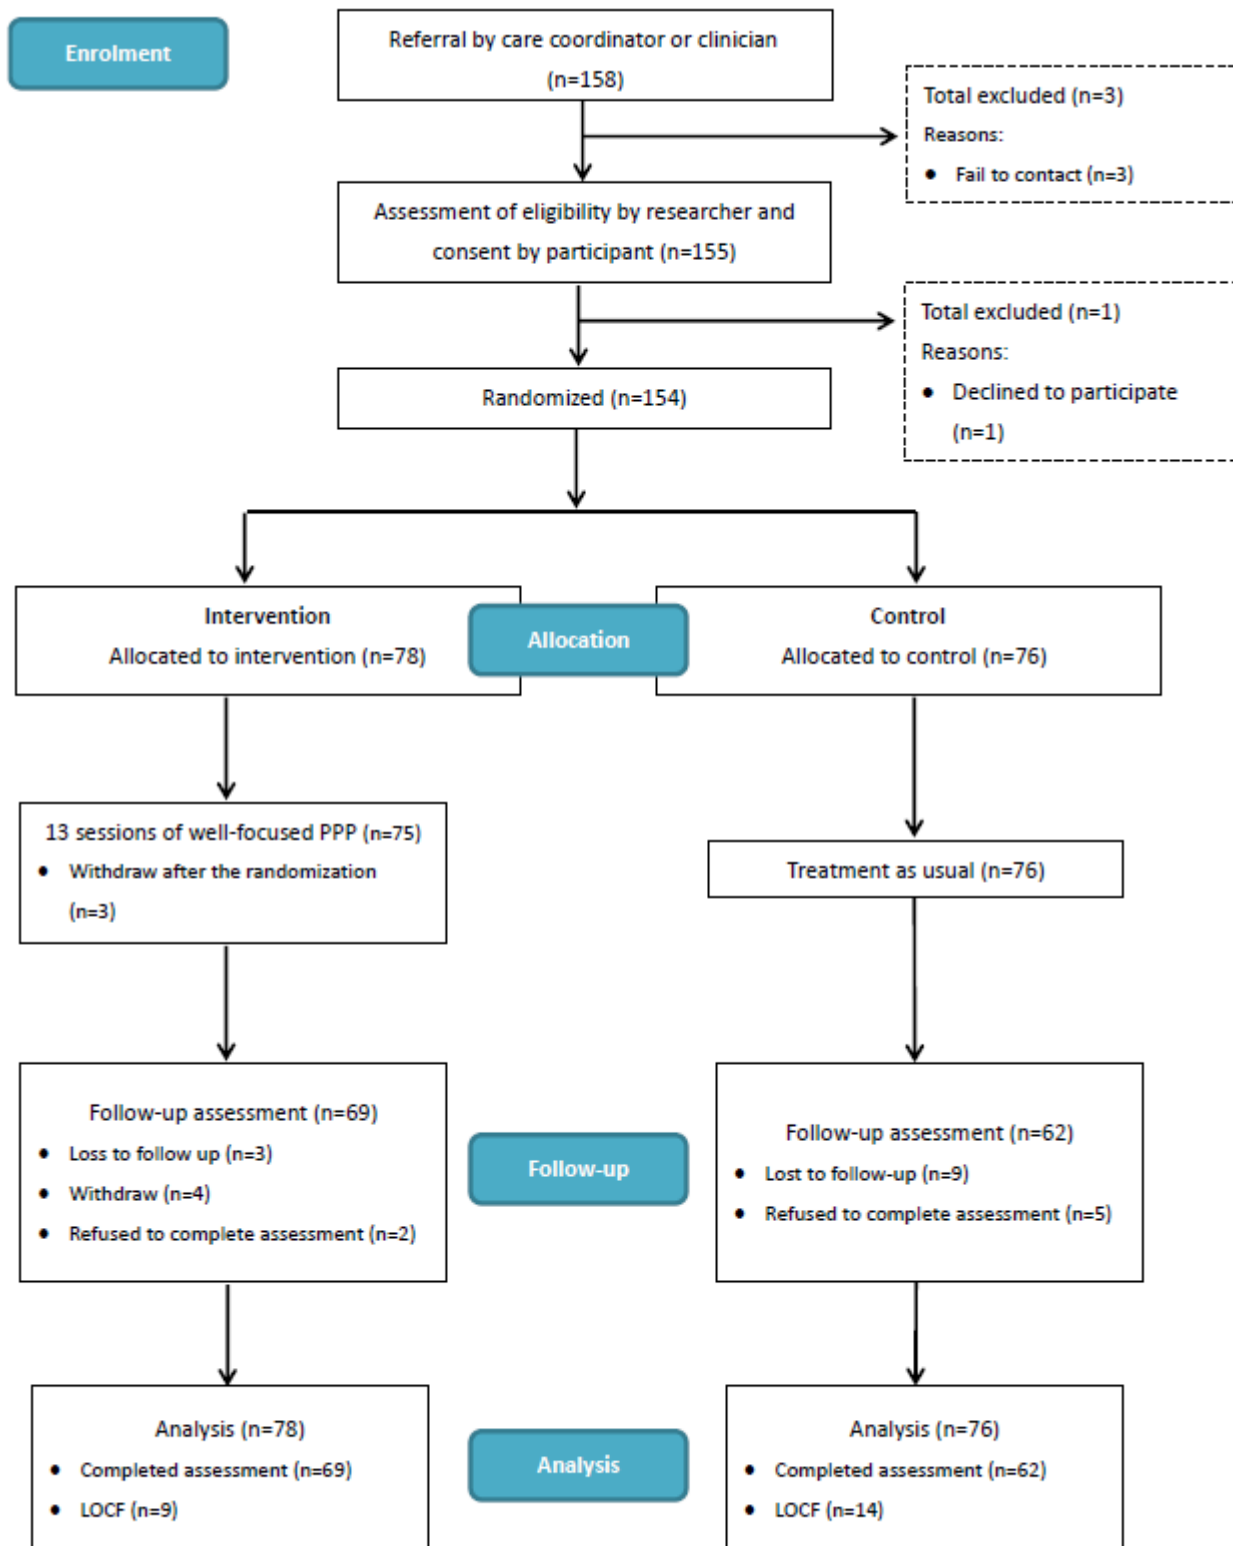 Enrolment
Referral by care coordinator or clinician
(n=158)
Total excluded (n=3)
Reasons:
● Fail to contact (n=3)
Assessment of eligibility by researcher and
consent by participant (n=155)
Total excluded (n=1)
Reasons:
● Declined to participate
(n=1)
Randomized (n=154)
Intervention
Allocated to intervention (n=78)
Allocation
Control
Allocated to control (n=76)
13 sessions of well-focused PPP (n=75)
● Withdraw after the randomization
(n=3)
Treatment as usual (n=76)
Follow-up assessment (n=69)
● Loss to follow up (n=3)
● Withdraw (n=4)
● Refused to complete assessment (n=2)
Follow-up
Follow-up assessment (n=62)
● Lost to follow-up (n=9)
● Refused to complete assessment (n=5)
Analysis (n=78)
● Completed assessment (n=69)
● LOCF (n=9)
Analysis
Analysis (n=76)
● Completed assessment (n=62)
● LOCF (n=14)